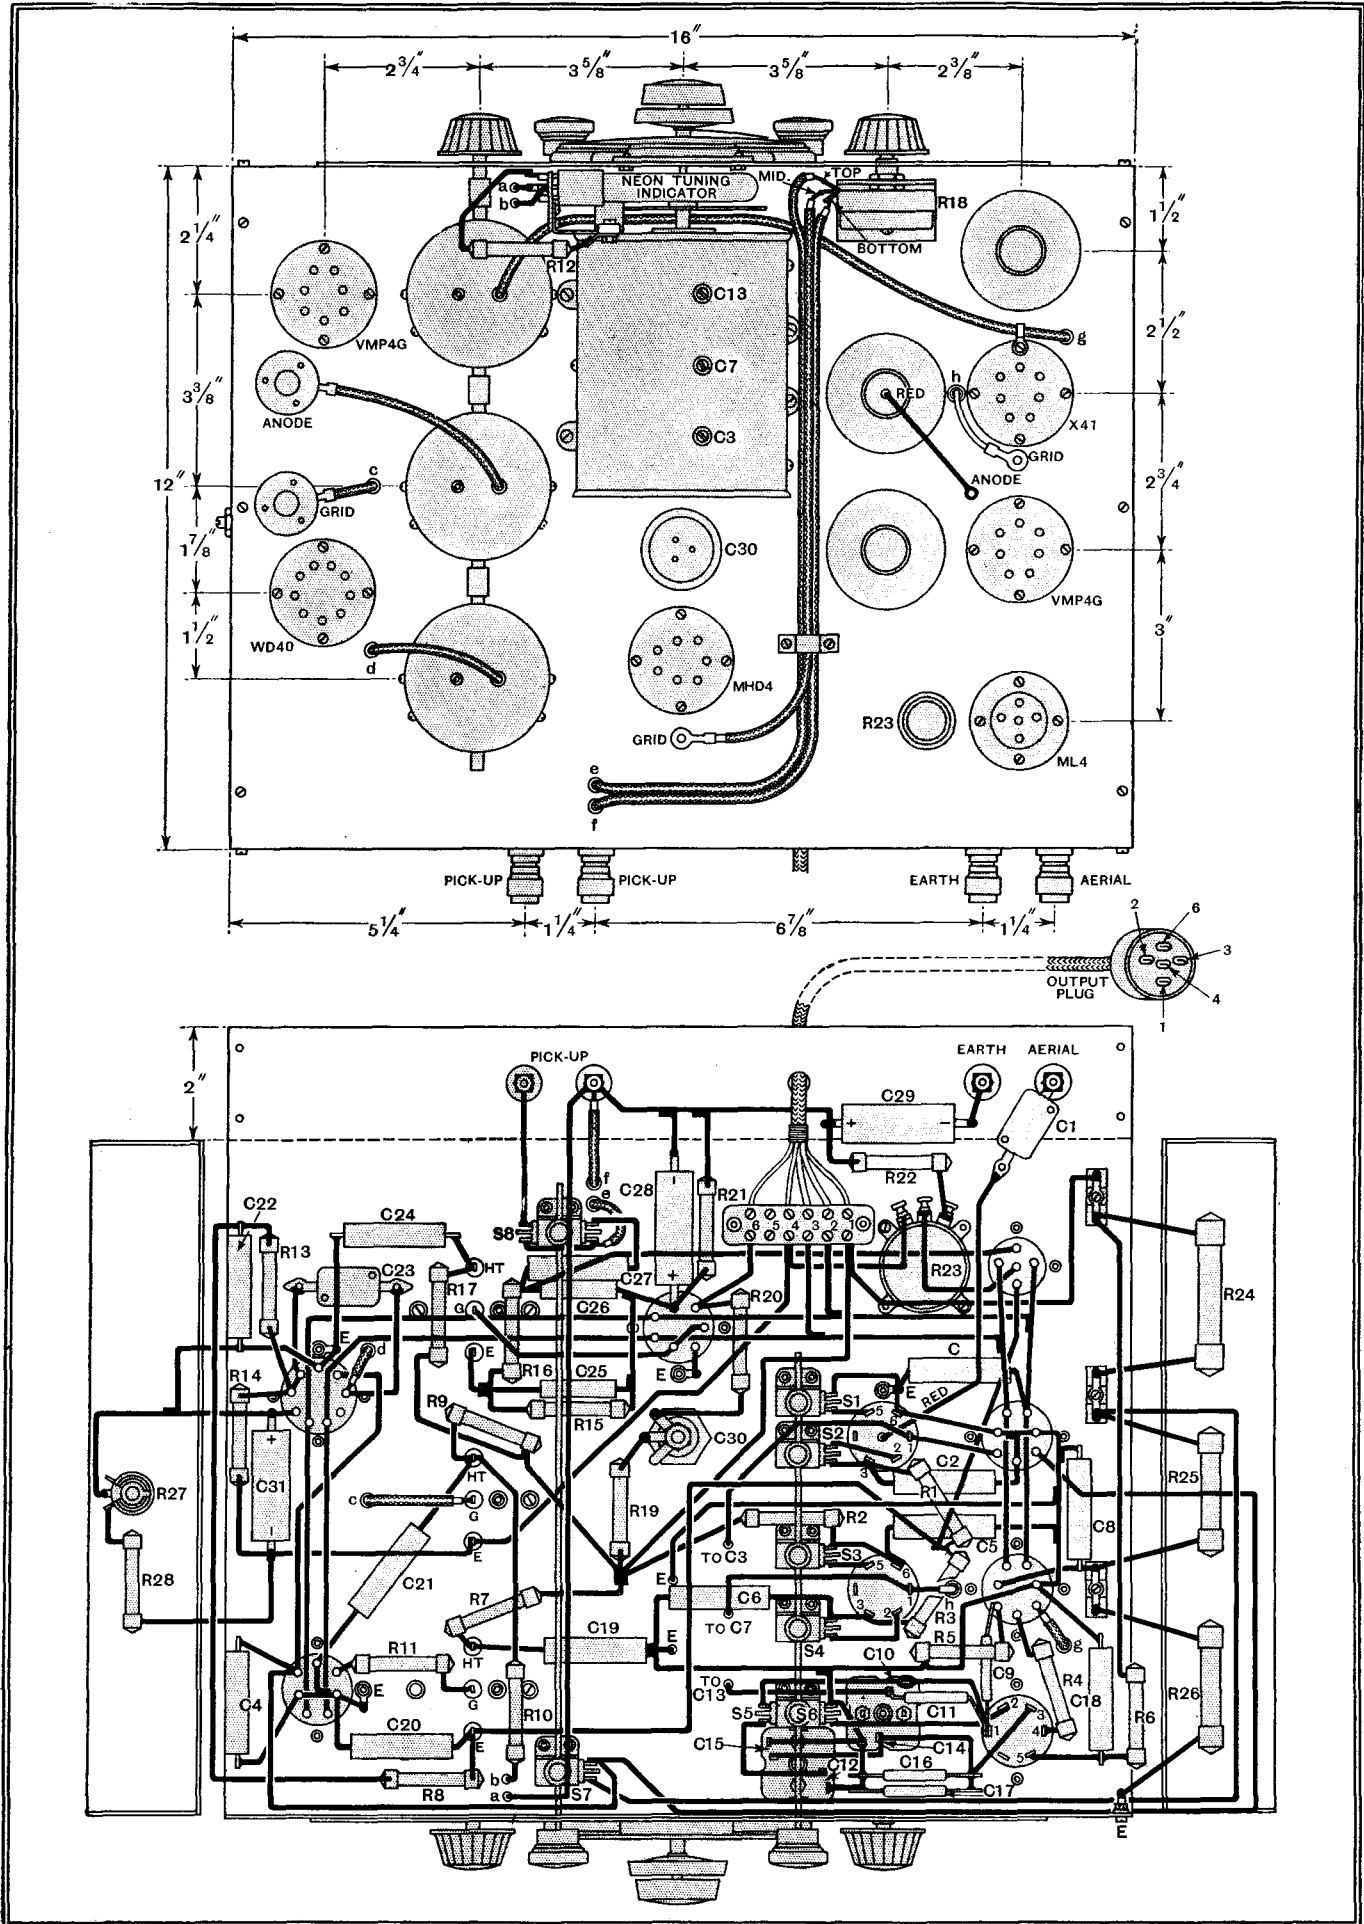 16"
2 3/4" 3 5/8" 3 5/8" 2 3/8"
a
b
NEON TUNING
INDICATOR
MID.
TOP
R18
BOTTOM
R12
2 1/4"
1 1/2"
C13
VMP4G
g
2 1/2"
C7
3 3/8"
RED
h
X41
ANODE
C3
GRID
12"
c
ANODE
2 3/4"
GRID
1 7/8"
C30
VMP4G
1 1/2"
WD40
d
3"
MHD4
R23
GRID
ML4
e
f
PICK-UP PICK-UP EARTH AERIAL
5 1/4" 1 1/4" 6 7/8" 1 1/4"
2 6
3
4
1
OUTPUT
PLUG
2"
PICK-UP
EARTH AERIAL
C29
C1
R22
f
e
C28
R21
C22
C24
S8
6 5 4 3 2 1
R13
HT
C23
R17
C27
R23
R24
C26
R20
G
E
d
E
R16
C25
E
C
R14
R9
R15
S1
E
RED
5
6
1
2
3
S2
C30
C31
HT
C2
R1
R27
R25
c
G
R19
R2
C8
E
TO C3
C5
S3
5
6
1
2
3
R28
C21
E
C6
h
R7
TO C7
R3
S4
R5
g
C19
E
HT
R11
C10
C9
R4
C18
C4
E
G
TO
C13
R10
S5
S6
C11
1
2
3
4
5
R6
R26
C20
E
C15
C12
C14
C16
b
a
R8
S7
C17
E